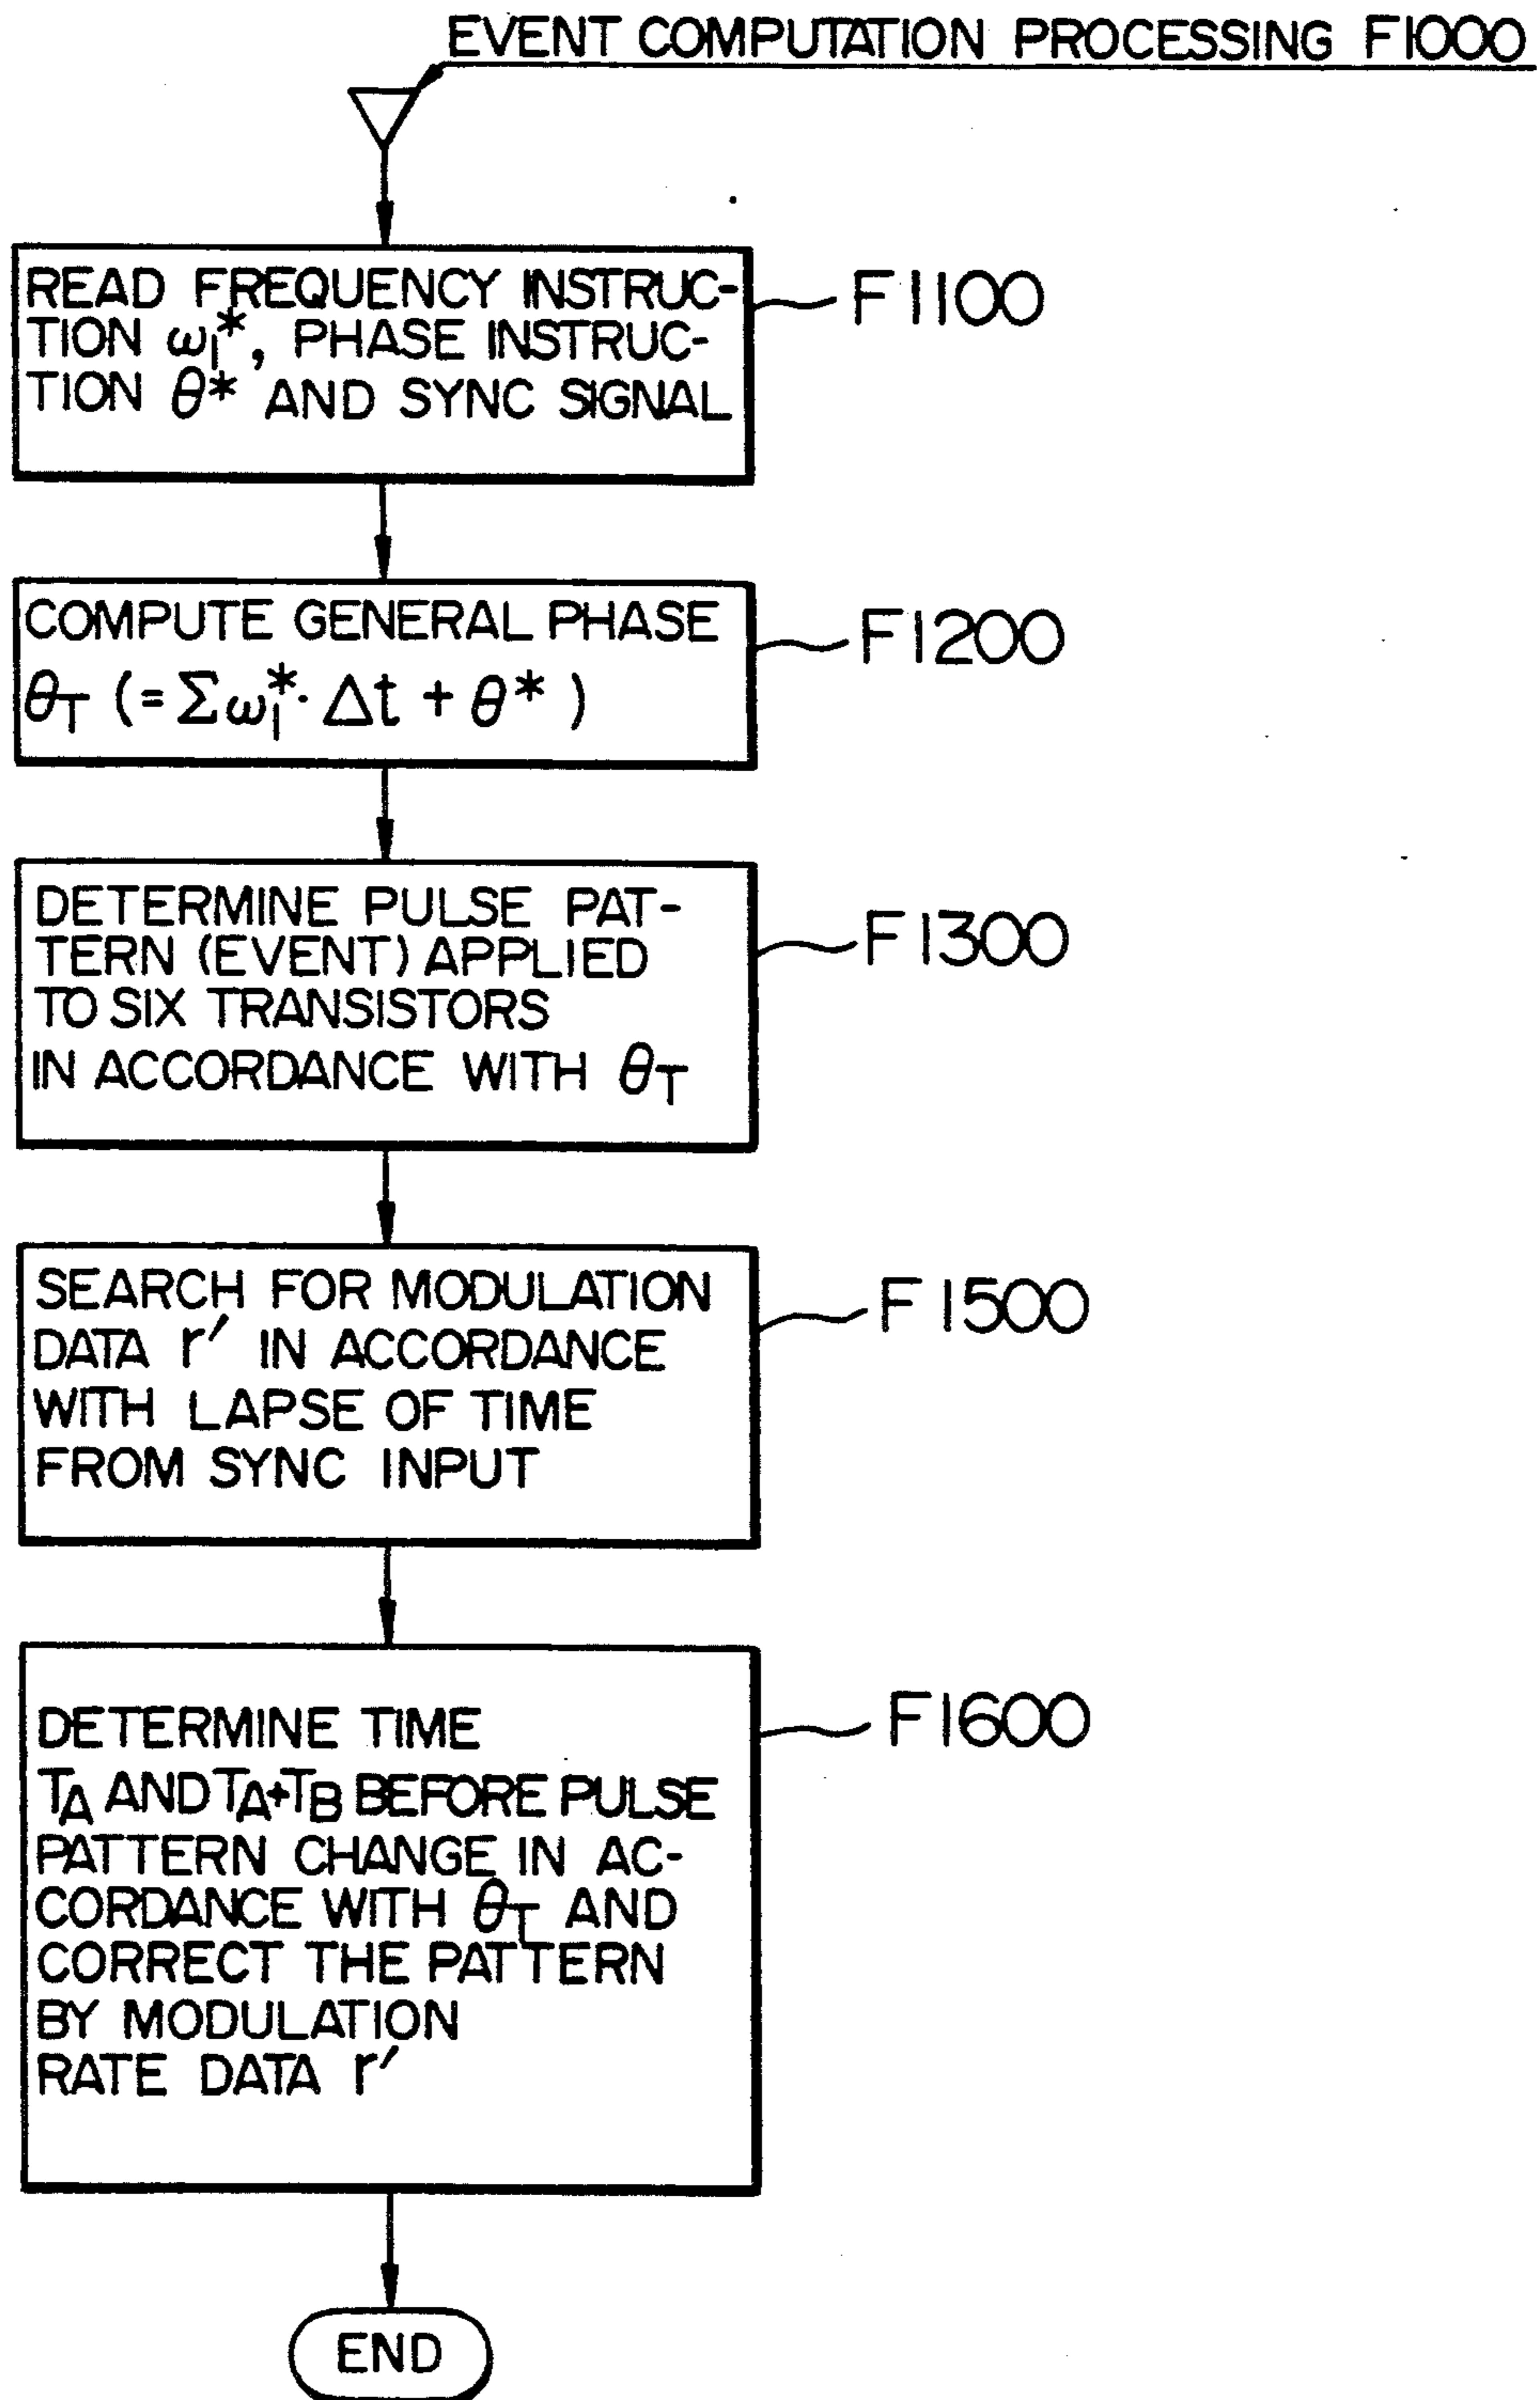 EVENT COMPUTATION PROCESSING F1000
READ FREQUENCY INSTRUC-
TION ω₁*, PHASE INSTRUC-
TION θ* AND SYNC SIGNAL
F1100
COMPUTE GENERAL PHASE
θT (= Σω₁*· Δt + θ* )
F1200
DETERMINE PULSE PAT-
TERN (EVENT) APPLIED
TO SIX TRANSISTORS
IN ACCORDANCE WITH θT
F1300
SEARCH FOR MODULATION
DATA r′ IN ACCORDANCE
WITH LAPSE OF TIME
FROM SYNC INPUT
F1500
DETERMINE TIME
TA AND TA+TB BEFORE PULSE
PATTERN CHANGE IN AC-
CORDANCE WITH θT AND
CORRECT THE PATTERN
BY MODULATION
RATE DATA r′
F1600
END